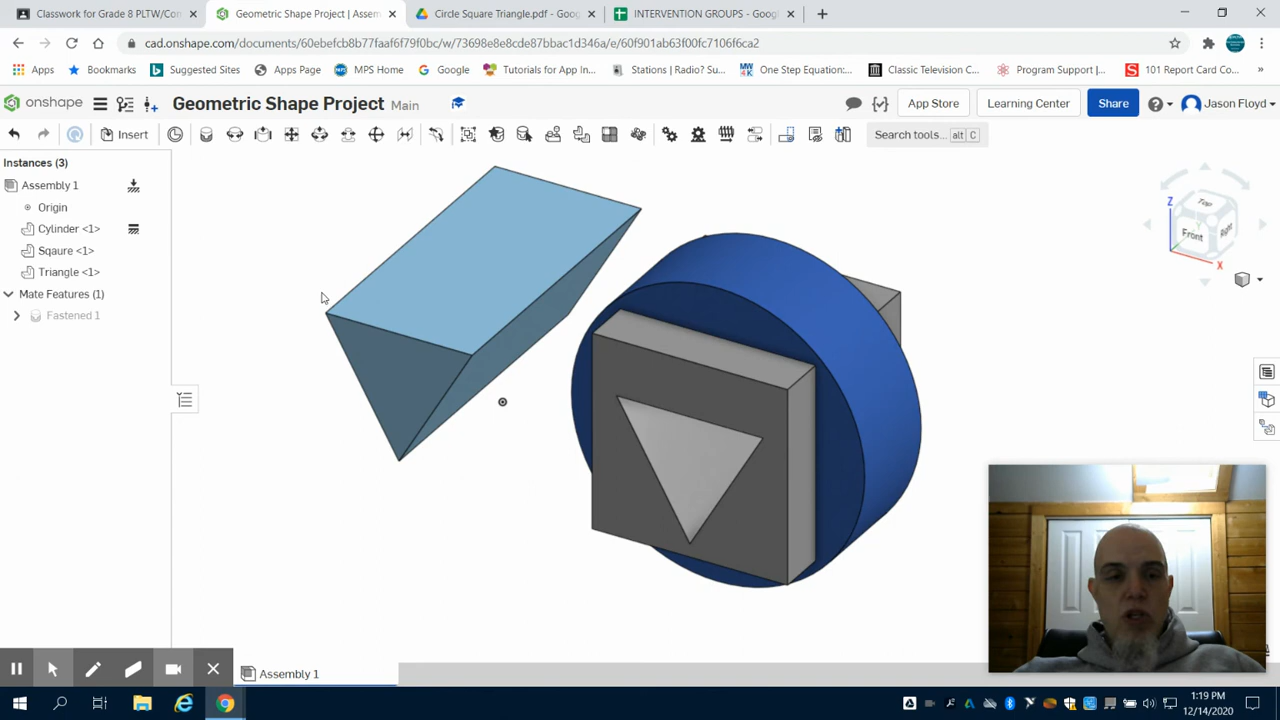 Classwork for Grade 8 PLTW/Con
Geometric Shape Project | Assem
Circle Square Triangle.pdf - Goog
INTERVENTION GROUPS - Google
cad.onshape.com/documents/60ebefcb8b77faaf6f79f0bc/w/73698e8e8cde37bbac1d346a/e/60f901ab63f00fc7106f6ca2
Apps
Bookmarks
Suggested Sites
Apps Page
MPS Home
Google
Tutorials for App In...
Stations | Radio? Su...
One Step Equation:...
Classic Television C...
Program Support |...
101 Report Card Co...
»
onshape
Geometric Shape Project
Main
App Store
Learning Center
Share
Jason Floyd
Insert
Search tools...
alt
C
Instances (3)
Assembly 1
Origin
Cylinder <1>
Sqaure <1>
Triangle <1>
Mate Features (1)
Fastened 1
Z
Top
Front
Right
X
Assembly 1
1:19 PM
12/14/2020